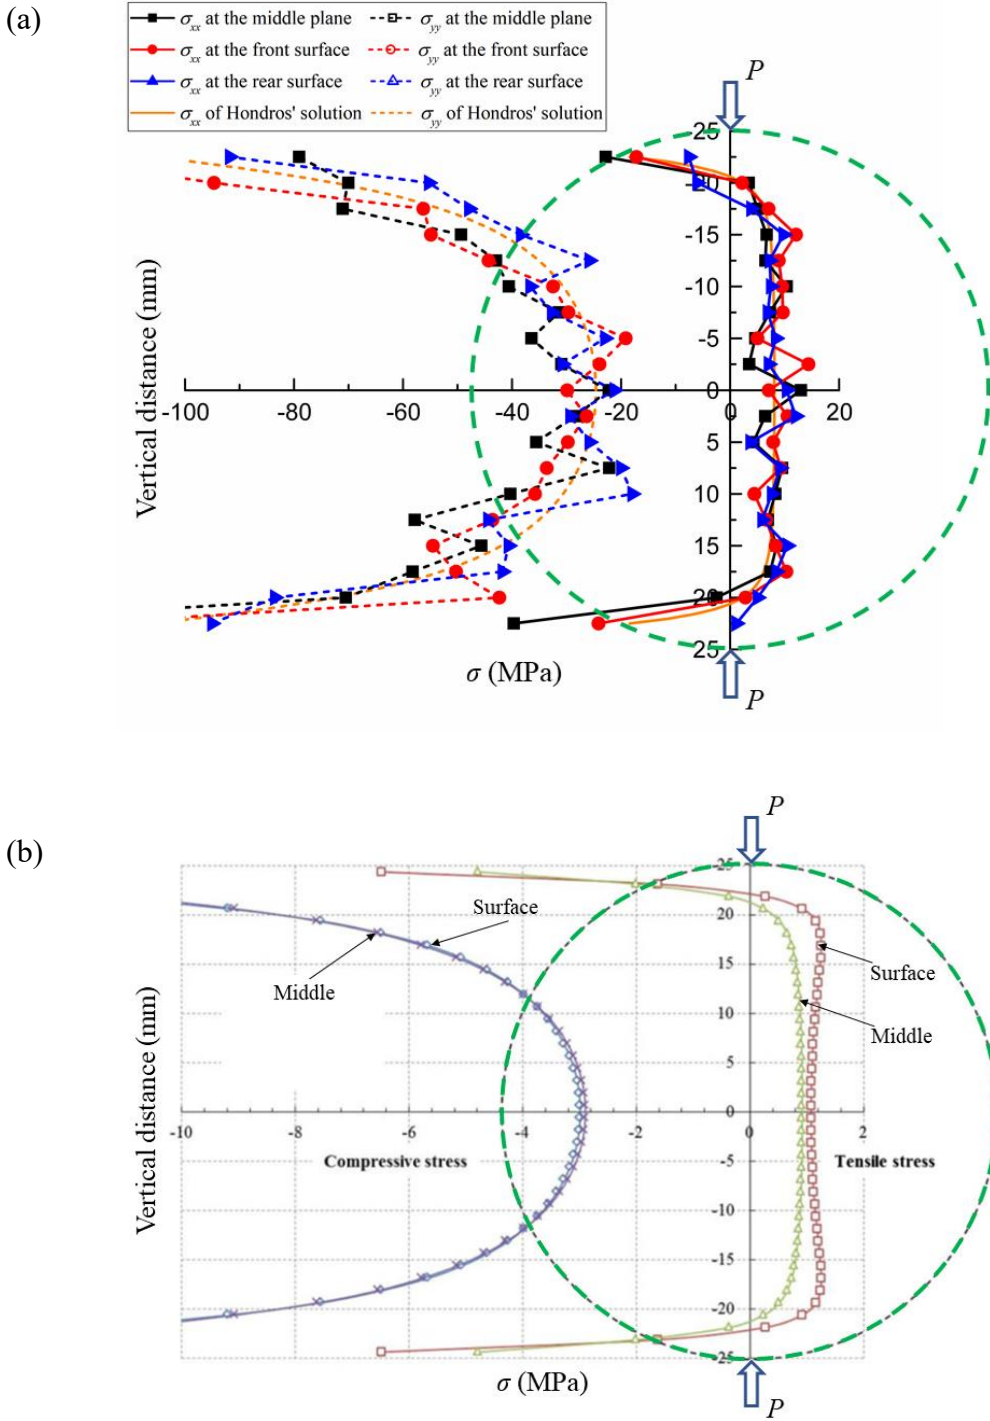 (a)
σxx at the middle plane σyy at the middle plane
σxx at the front surface σyy at the front surface
σxx at the rear surface σyy at the rear surface
σxx of Hondros' solution σyy of Hondros' solution
P
25
-20
-15
-10
-5
0
-100 -80 -60 -40 -20 0 20
5
10
15
20
25
Vertical distance (mm)
σ (MPa)
P
(b)
P
25
20
15
10
5
0
-10 -8 -6 -4 -2 0 2
-5
-10
-15
-20
-25
Surface
Middle
Surface
Middle
Compressive stress Tensile stress
Vertical distance (mm)
σ (MPa)
P